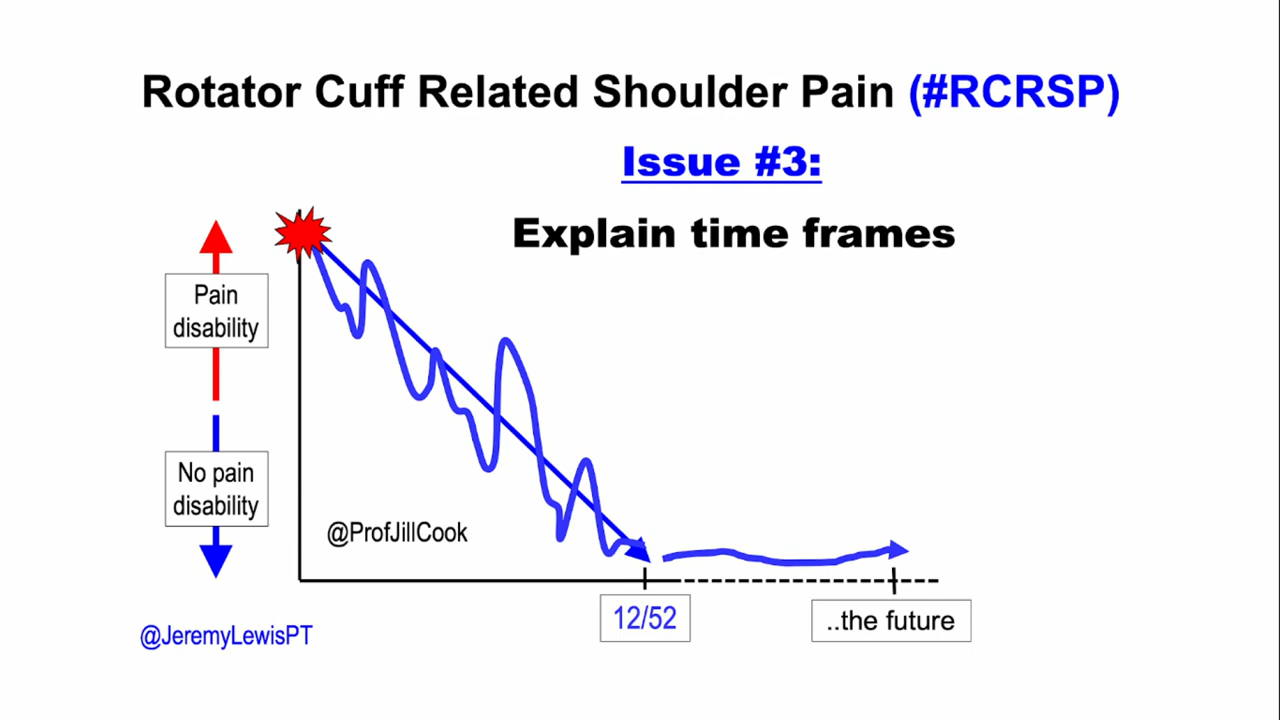 Rotator Cuff Related Shoulder Pain (#RCRSP)
Issue #3:
Explain time frames
Pain
disability
No pain
disability
@ProfJillCook
12/52
..the future
@JeremyLewisPT